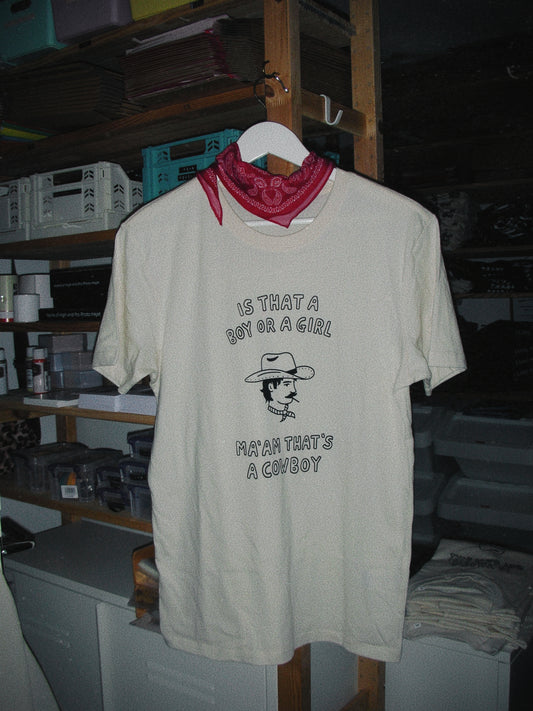 IS THAT A
BOY OR A GIRL
MA'AM THAT'S
A COWBOY